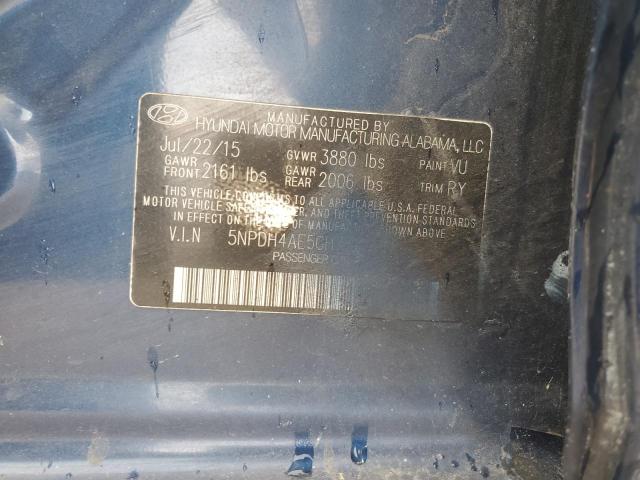 MANUFACTURED BY
HYUNDAI MOTOR MANUFACTURING ALABAMA, LLC
Jul/22/15 GVWR 3880 lbs PAINT VU
GAWR FRONT 2161 lbs GAWR REAR 2006 lbs TRIM RY
THIS VEHICLE CONFORMS TO ALL APPLICABLE U.S.A. FEDERAL
MOTOR VEHICLE SAFETY AND THEFT PREVENTION STANDARDS
IN EFFECT ON THE DATE OF MANUFACTURE SHOWN ABOVE.
V.I.N 5NPDH4AE5
PASSENGER